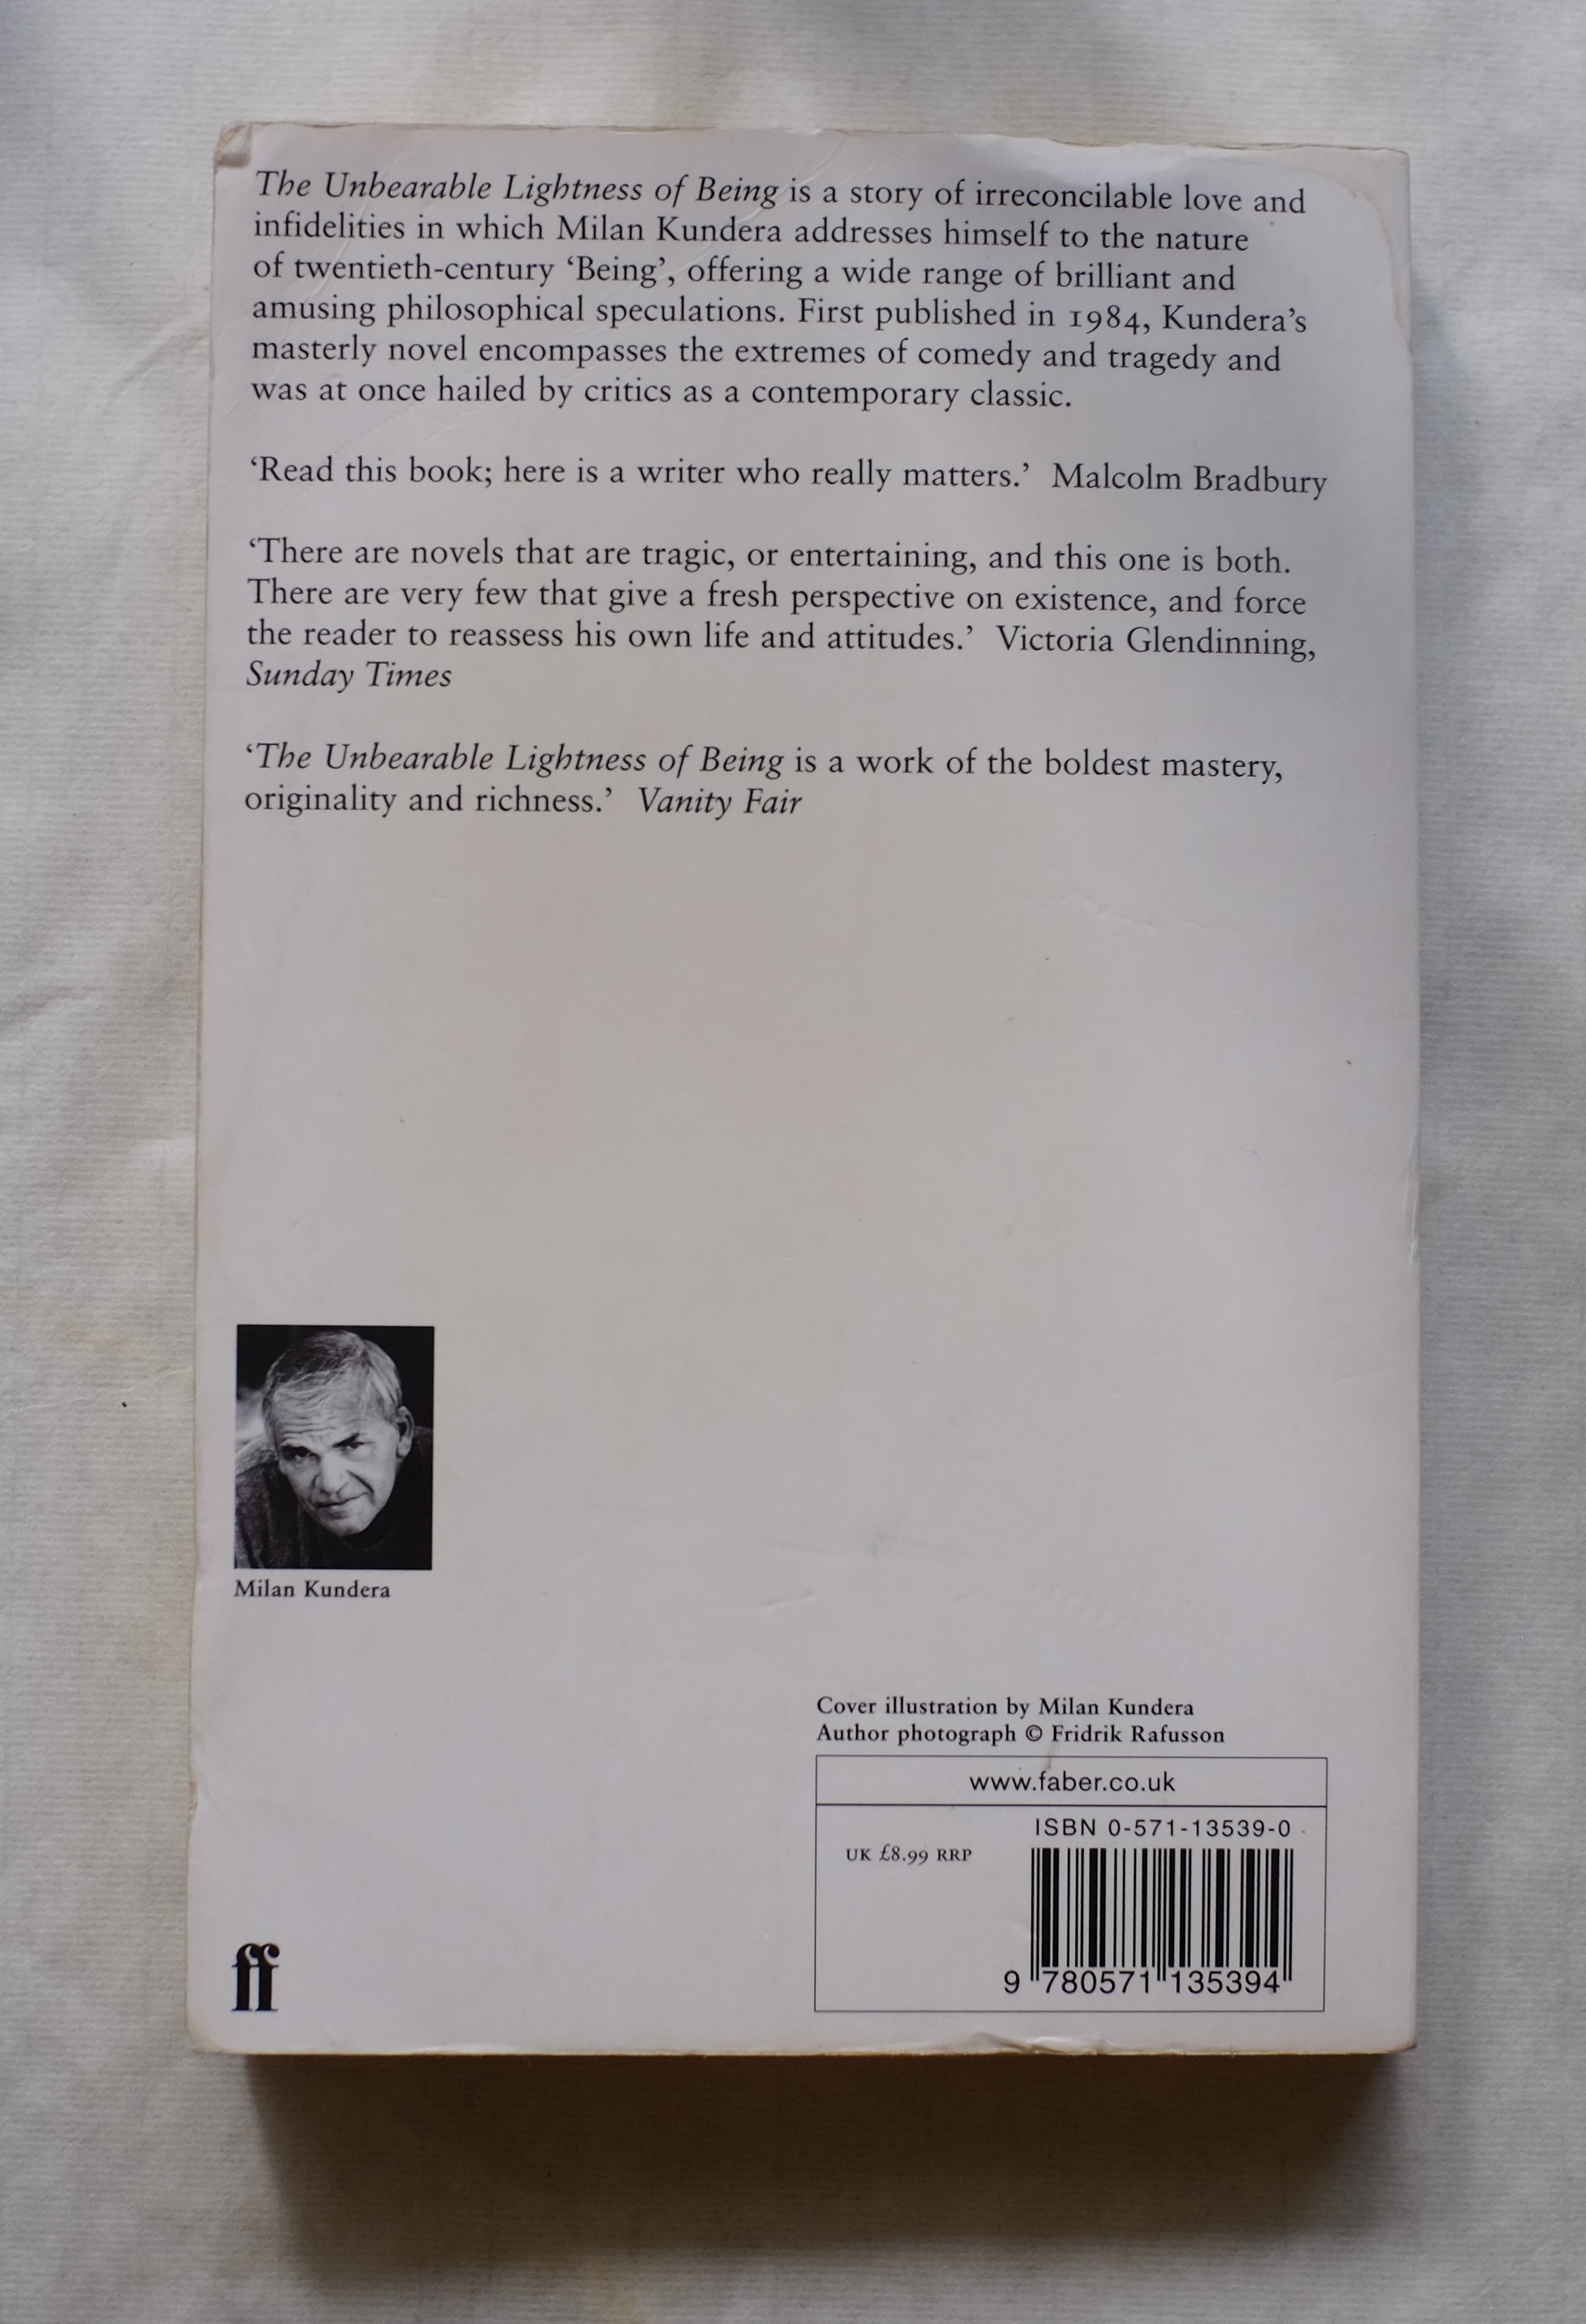 The Unbearable Lightness of Being is a story of irreconcilable love and
infidelities in which Milan Kundera addresses himself to the nature
of twentieth-century ‘Being’, offering a wide range of brilliant and
amusing philosophical speculations. First published in 1984, Kundera’s
masterly novel encompasses the extremes of comedy and tragedy and
was at once hailed by critics as a contemporary classic.
‘Read this book; here is a writer who really matters.’ Malcolm Bradbury
‘There are novels that are tragic, or entertaining, and this one is both.
There are very few that give a fresh perspective on existence, and force
the reader to reassess his own life and attitudes.’ Victoria Glendinning,
Sunday Times
‘The Unbearable Lightness of Being is a work of the boldest mastery,
originality and richness.’ Vanity Fair
Milan Kundera
Cover illustration by Milan Kundera
Author photograph © Fridrik Rafusson
www.faber.co.uk
ISBN 0-571-13539-0
UK £8.99 RRP
9 780571 135394
ff